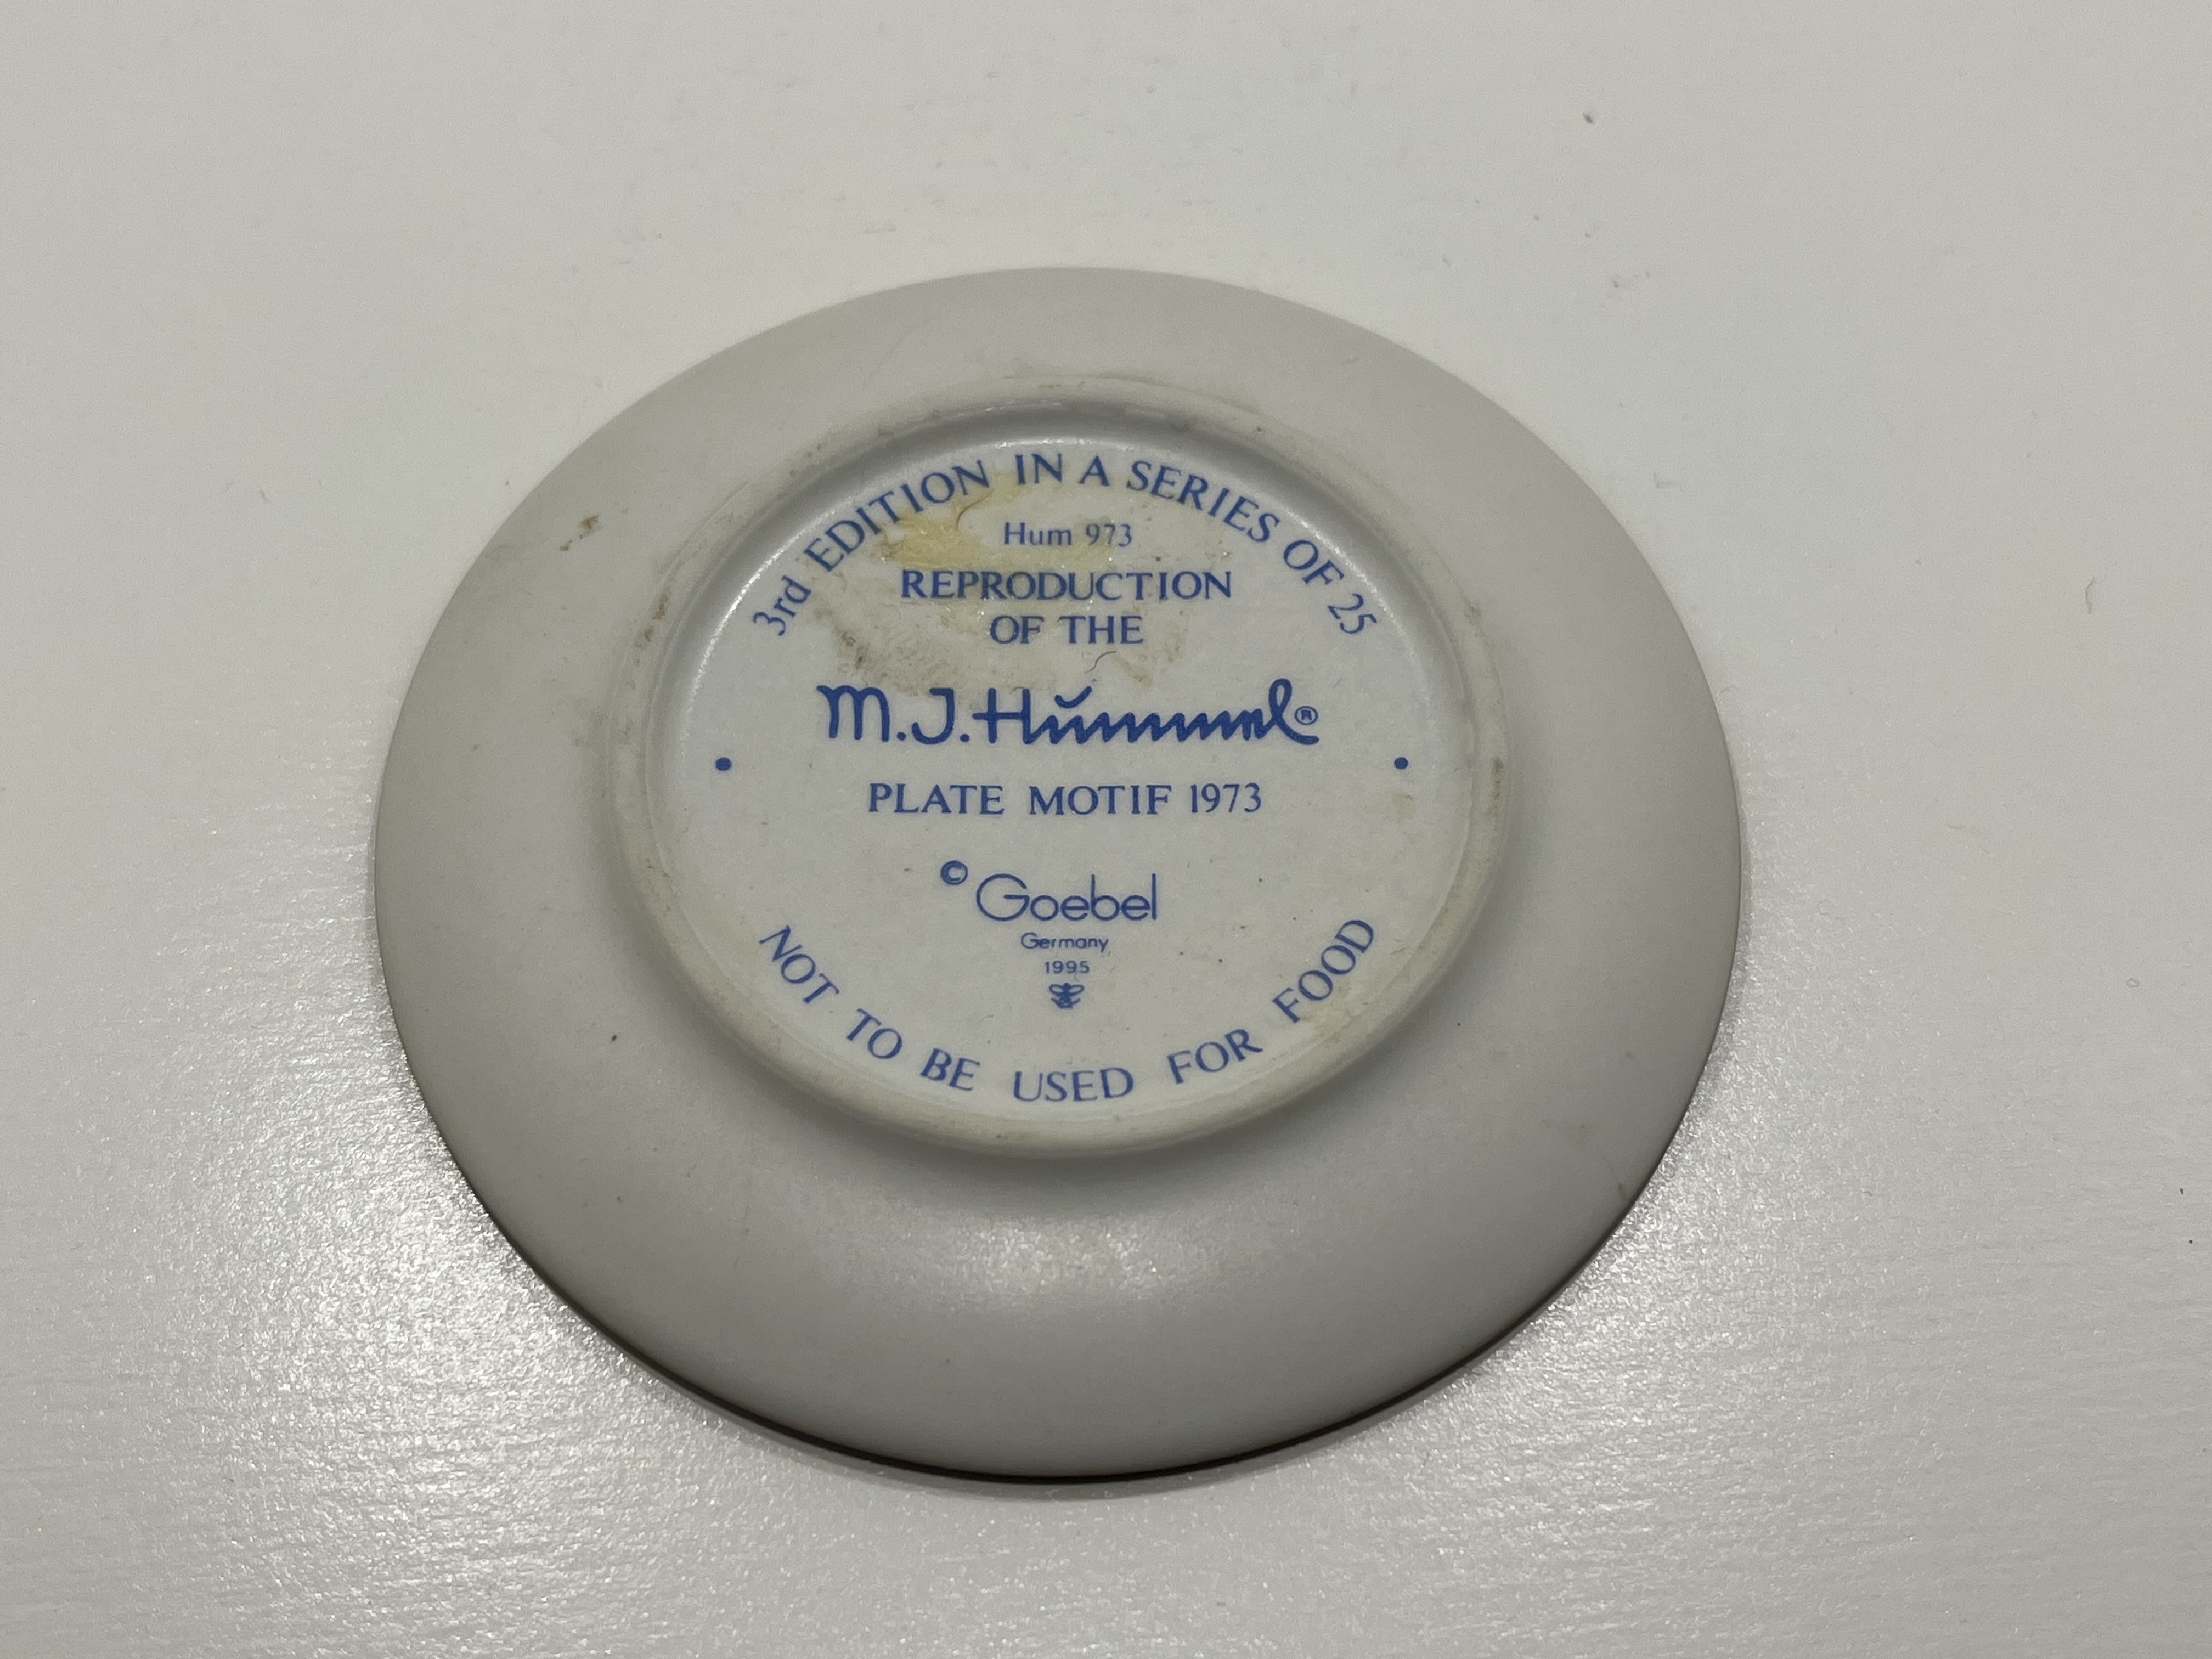 3rd EDITION IN A SERIES OF 25
Hum 973
REPRODUCTION
OF THE
M.J.Hummel®
PLATE MOTIF 1973
© Goebel
Germany
1995
NOT TO BE USED FOR FOOD